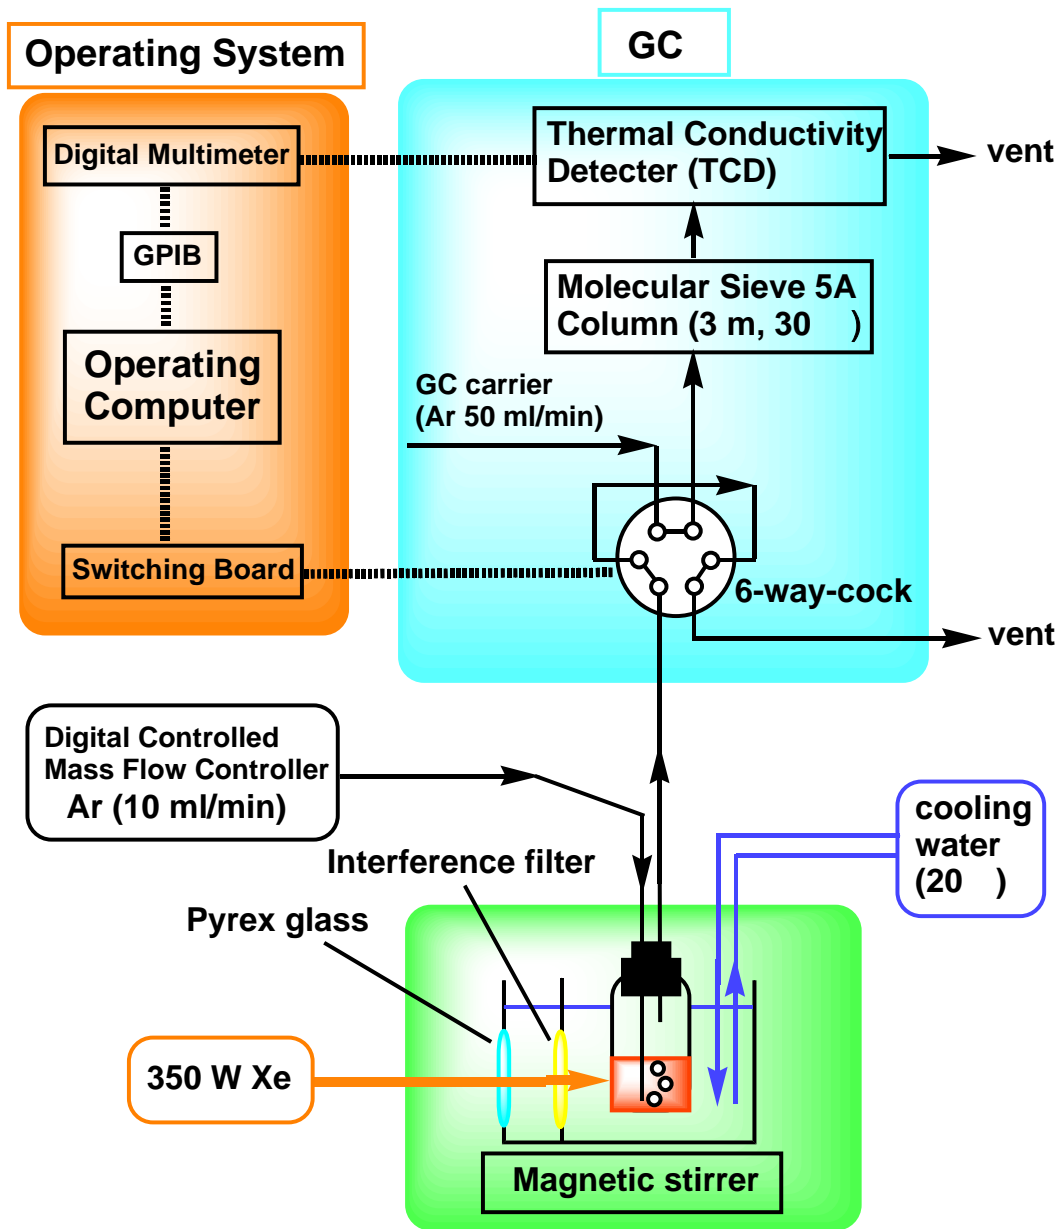 Operating System
GC
Digital Multimeter
GPIB
Operating
Computer
Switching Board
Thermal Conductivity
Detecter (TCD)
vent
Molecular Sieve 5A
Column (3 m, 30    )
GC carrier
(Ar 50 ml/min)
6-way-cock
vent
Digital Controlled
Mass Flow Controller
Ar (10 ml/min)
cooling
water
(20    )
Interference filter
Pyrex glass
350 W Xe
Magnetic stirrer